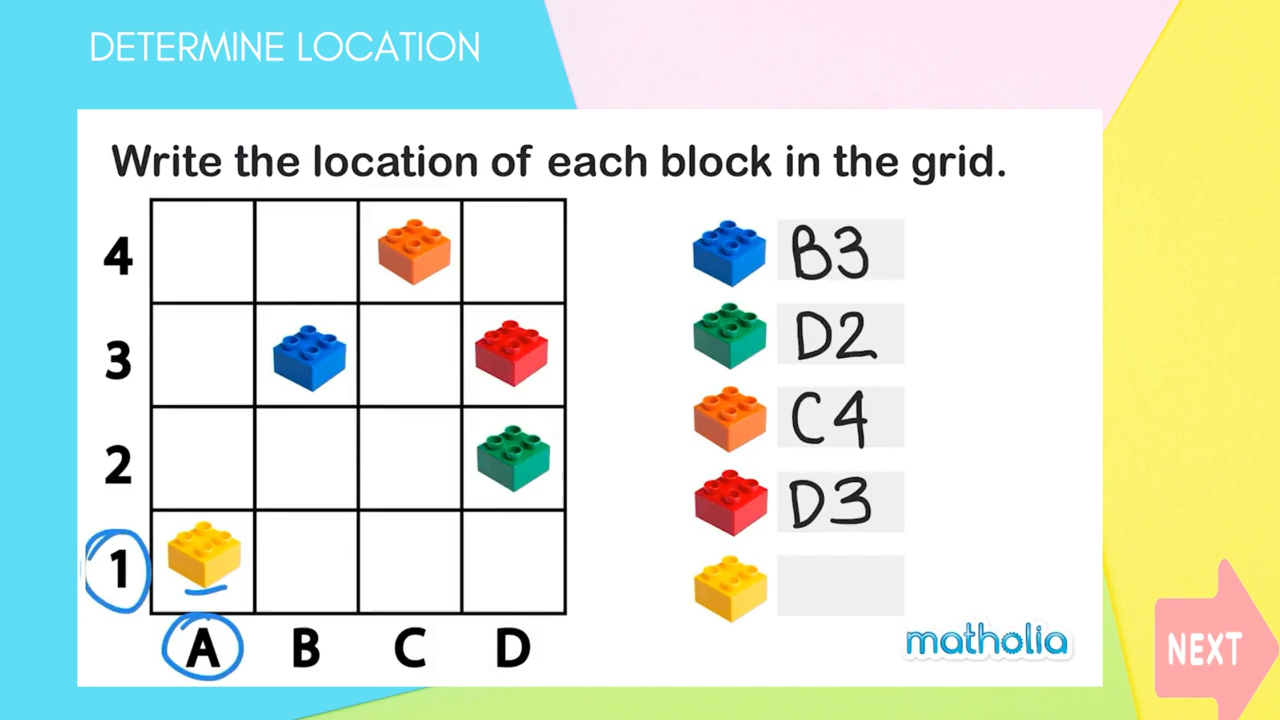 DETERMINE LOCATION
Write the location of each block in the grid.
4
3
2
1
A B C D
B3
D2
C4
D3
matholia
NEXT